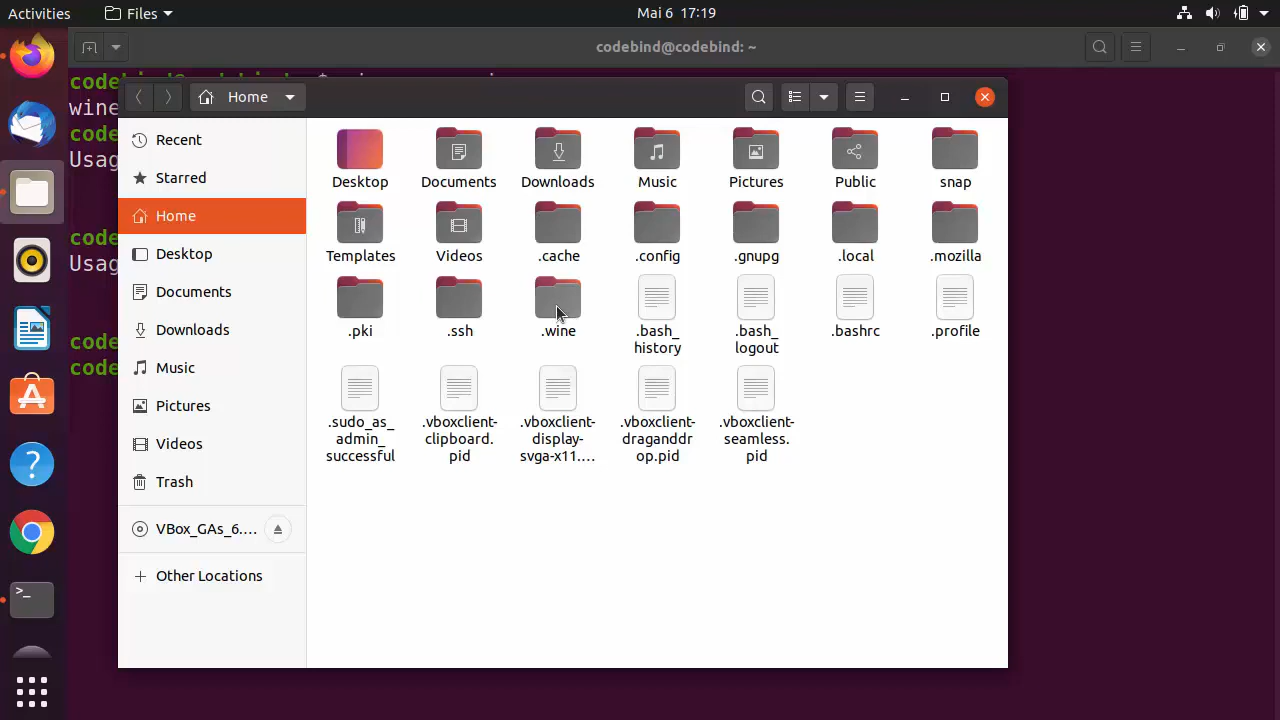 Activities
Files
Mai 6 17:19
codebind@codebind: ~
wine
Usag
Usag
Home
Recent
Starred
Home
Desktop
Documents
Downloads
Music
Pictures
Videos
Trash
VBox_GAs_6....
Other Locations
Desktop
Documents
Downloads
Music
Pictures
Public
snap
Templates
Videos
.cache
.config
.gnupg
.local
.mozilla
.pki
.ssh
.wine
.bash_
history
.bash_
logout
.bashrc
.profile
.sudo_as_
admin_
successful
.vboxclient-
clipboard.
pid
.vboxclient-
display-
svga-x11....
.vboxclient-
draganddr
op.pid
.vboxclient-
seamless.
pid